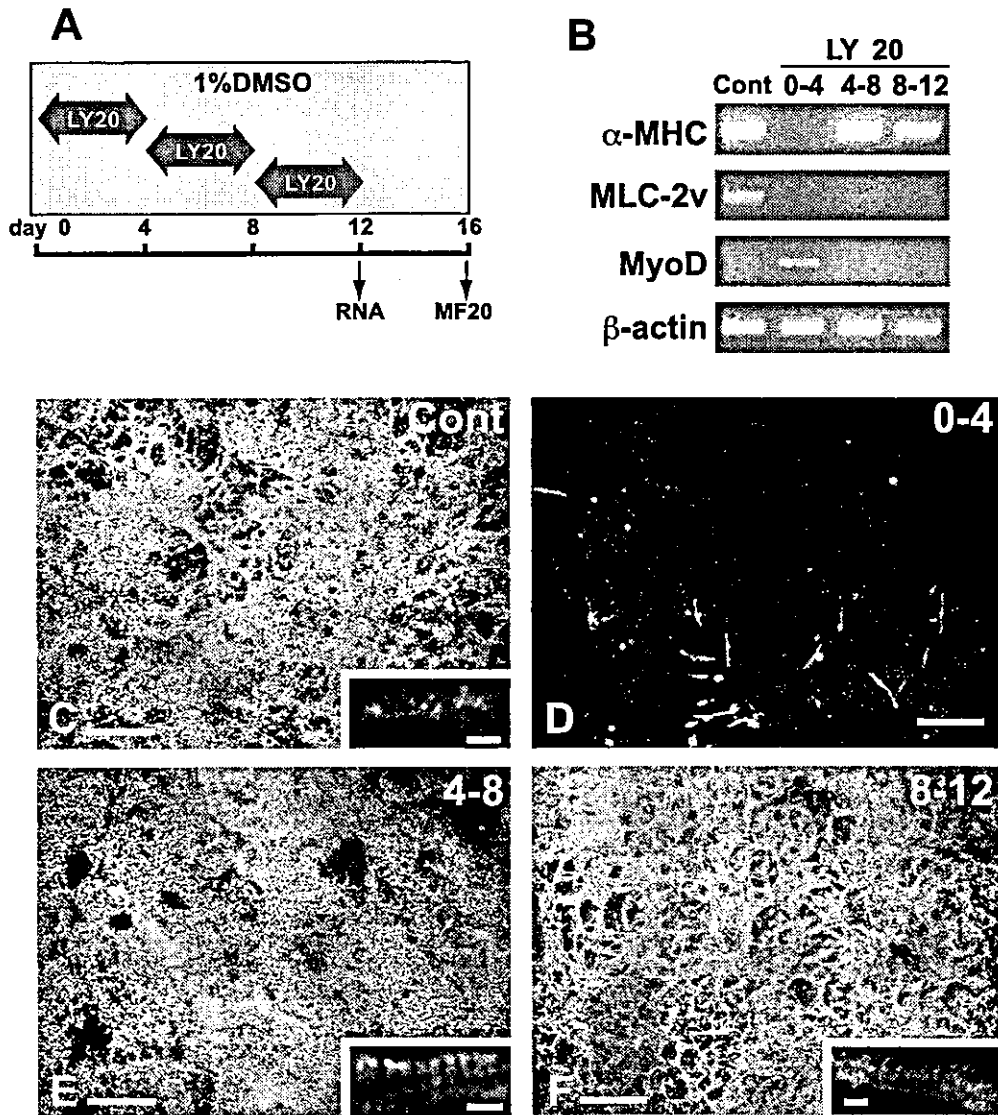 A
1%DMSO
LY20
LY20
LY20
day 0 4 8 12 16
RNA MF20
B
LY 20
Cont 0-4 4-8 8-12
α-MHC
MLC-2v
MyoD
β-actin
Cont
C
0-4
D
4-8
E
8-12
F